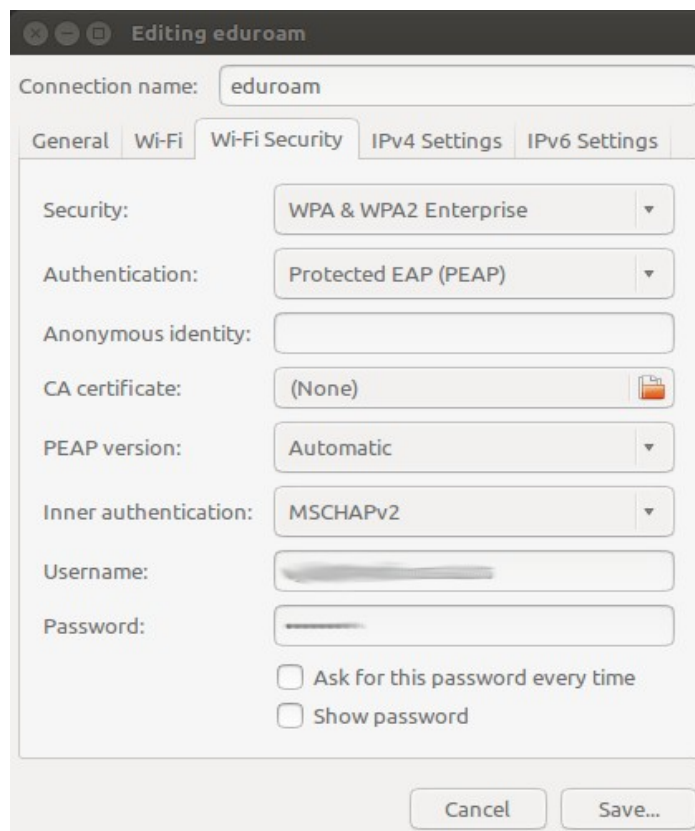 Editing eduroam
Connection name: eduroam
General Wi-Fi Wi-Fi Security IPv4 Settings IPv6 Settings
Security: WPA & WPA2 Enterprise
Authentication: Protected EAP (PEAP)
Anonymous identity:
CA certificate: (None)
PEAP version: Automatic
Inner authentication: MSCHAPv2
Username:
Password:
Ask for this password every time
Show password
Cancel Save...